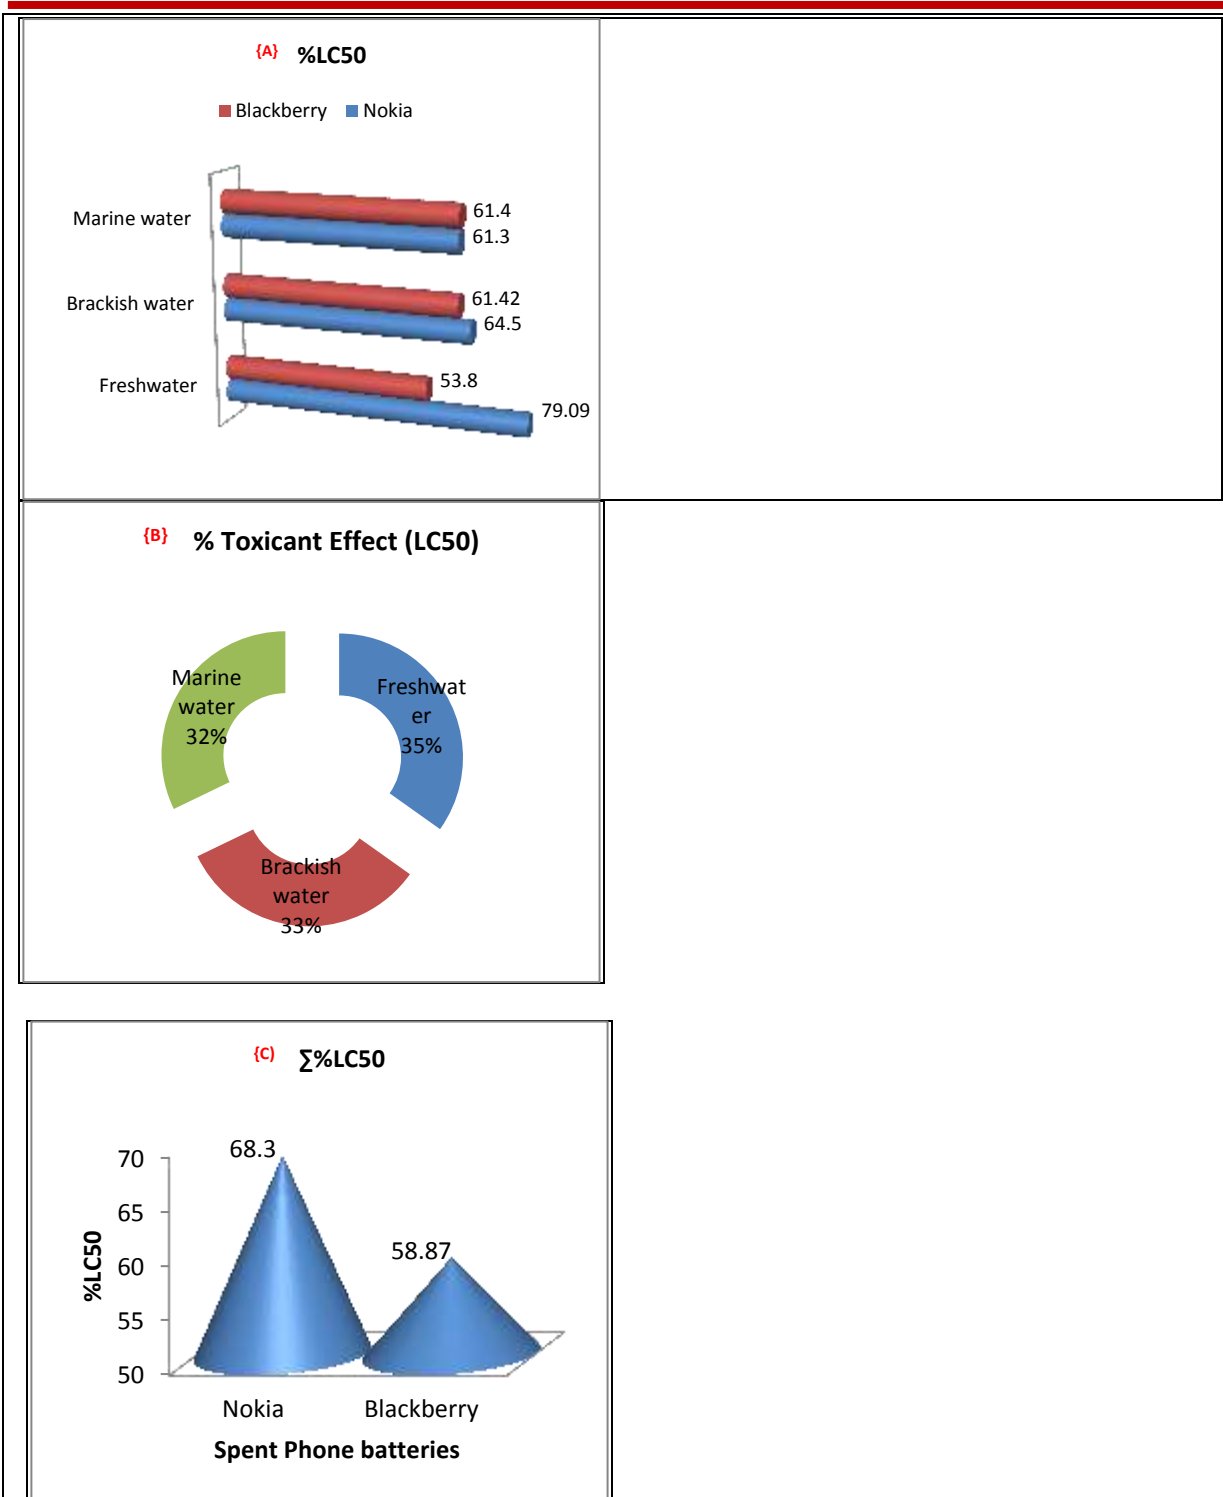 {A} %LC50
Blackberry Nokia
Marine water
61.4
61.3
Brackish water
61.42
64.5
Freshwater
53.8
79.09
{B} % Toxicant Effect (LC50)
Marine
water
32%
Freshwat
er
35%
Brackish
water
33%
{C) ∑%LC50
%LC50
70
65
60
55
50
68.3
58.87
Nokia Blackberry
Spent Phone batteries